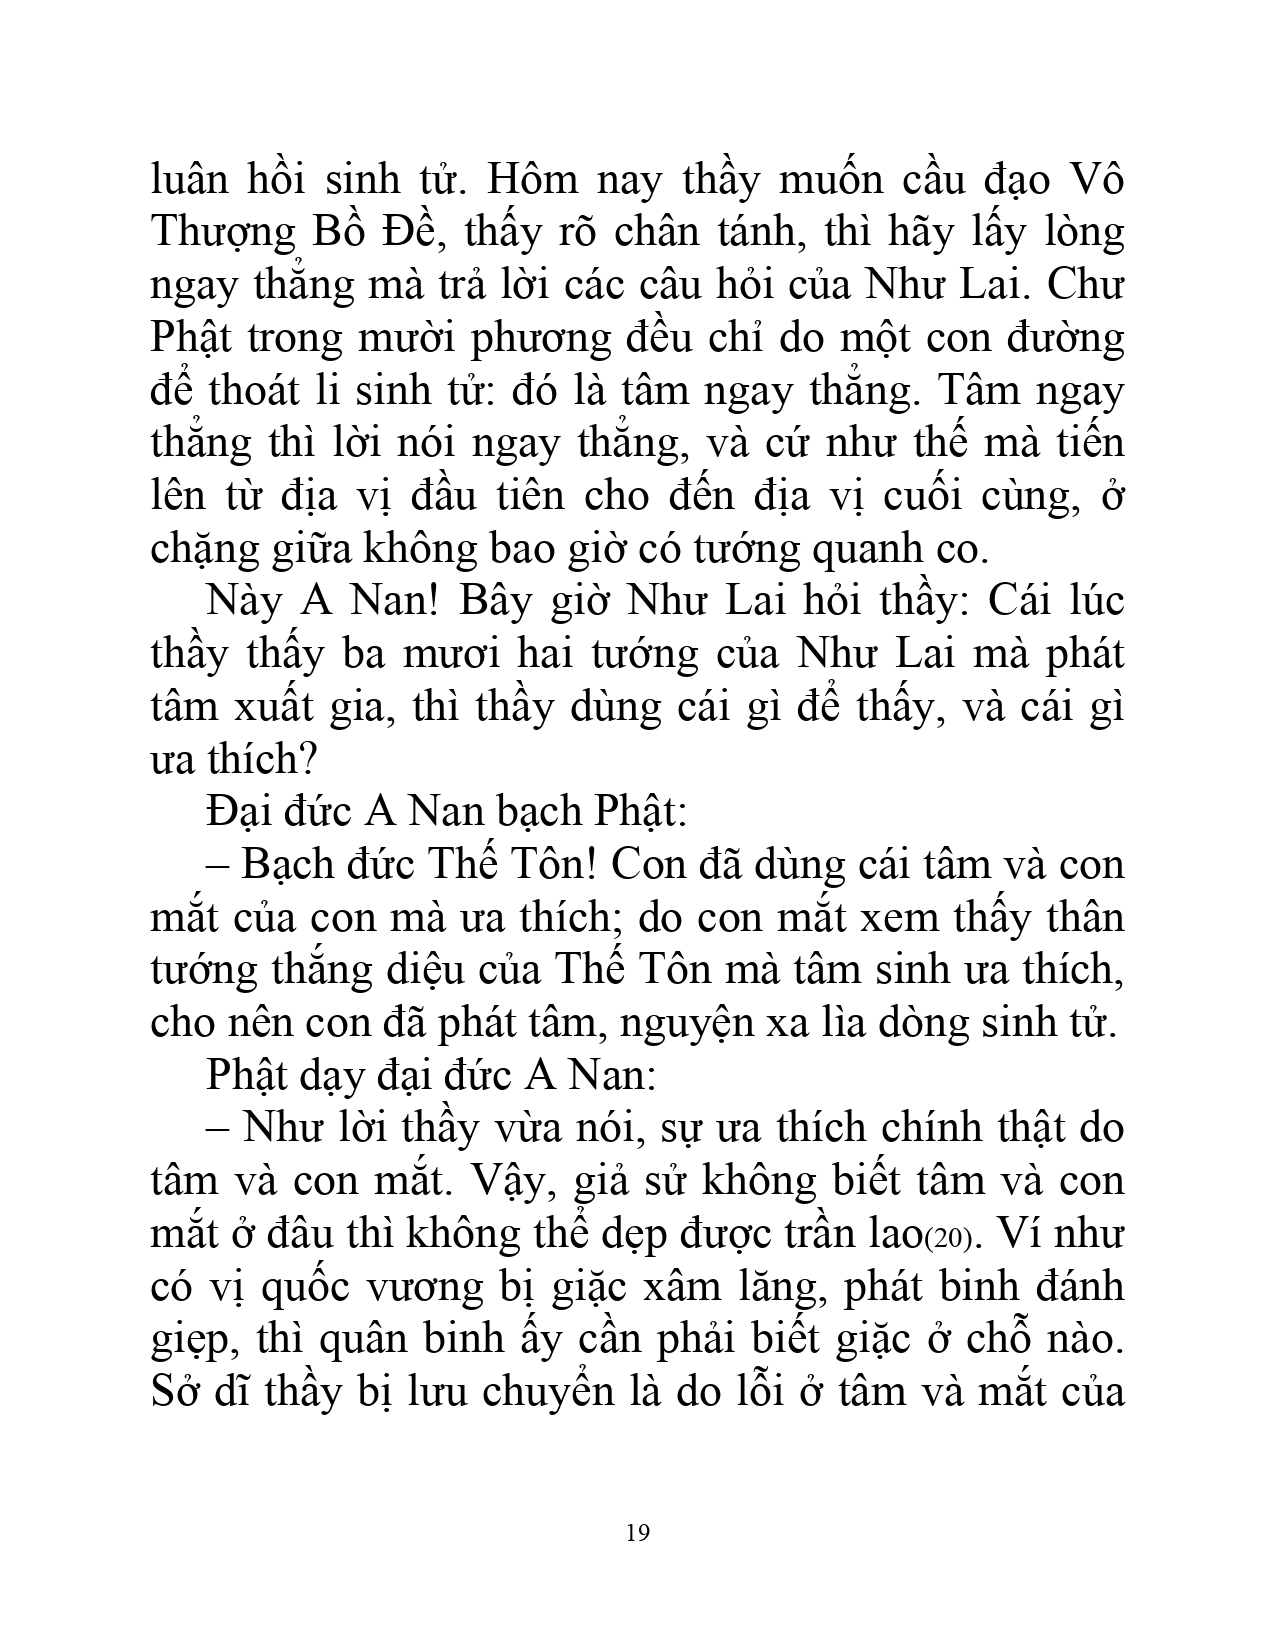 luân hồi sinh tử. Hôm nay thầy muốn cầu đạo Vô
Thượng Bồ Đề, thấy rõ chân tánh, thì hãy lấy lòng
ngay thẳng mà trả lời các câu hỏi của Như Lai. Chư
Phật trong mười phương đều chỉ do một con đường
để thoát li sinh tử: đó là tâm ngay thẳng. Tâm ngay
thẳng thì lời nói ngay thẳng, và cứ như thế mà tiến
lên từ địa vị đầu tiên cho đến địa vị cuối cùng, ở
chặng giữa không bao giờ có tướng quanh co.
Này A Nan! Bây giờ Như Lai hỏi thầy: Cái lúc
thầy thấy ba mươi hai tướng của Như Lai mà phát
tâm xuất gia, thì thầy dùng cái gì để thấy, và cái gì
ưa thích?
Đại đức A Nan bạch Phật:
– Bạch đức Thế Tôn! Con đã dùng cái tâm và con
mắt của con mà ưa thích; do con mắt xem thấy thân
tướng thắng diệu của Thế Tôn mà tâm sinh ưa thích,
cho nên con đã phát tâm, nguyện xa lìa dòng sinh tử.
Phật dạy đại đức A Nan:
– Như lời thầy vừa nói, sự ưa thích chính thật do
tâm và con mắt. Vậy, giả sử không biết tâm và con
mắt ở đâu thì không thể dẹp được trần lao(20). Ví như
có vị quốc vương bị giặc xâm lăng, phát binh đánh
giẹp, thì quân binh ấy cần phải biết giặc ở chỗ nào.
Sở dĩ thầy bị lưu chuyển là do lỗi ở tâm và mắt của
19